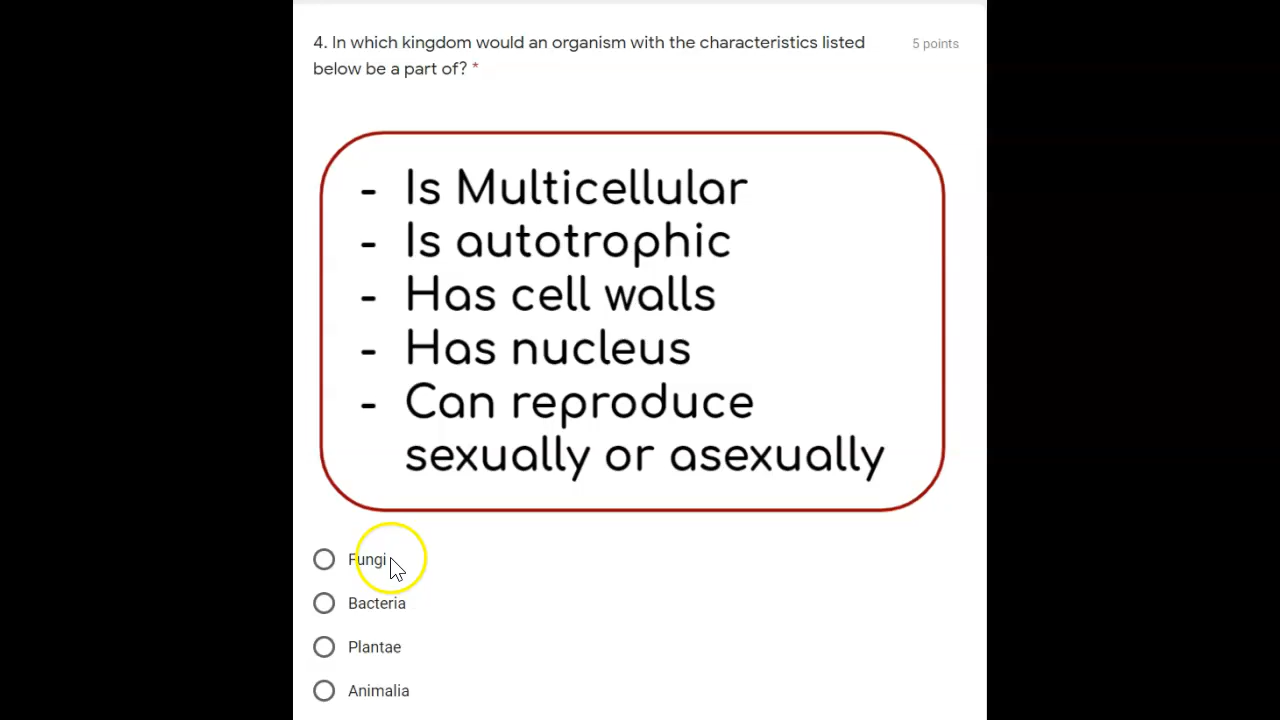 4. In which kingdom would an organism with the characteristics listed
5 points
below be a part of? *
- Is Multicellular
- Is autotrophic
- Has cell walls
- Has nucleus
- Can reproduce
sexually or asexually
Fungi
Bacteria
Plantae
Animalia